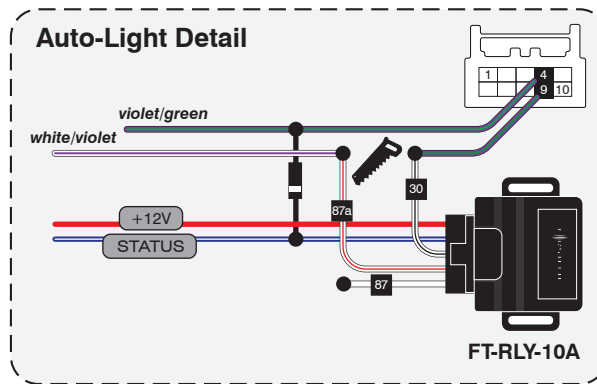 Auto-Light Detail
1 4
9 10
violet/green
white/violet
30
87a
+12V
STATUS
87
FT-RLY-10A